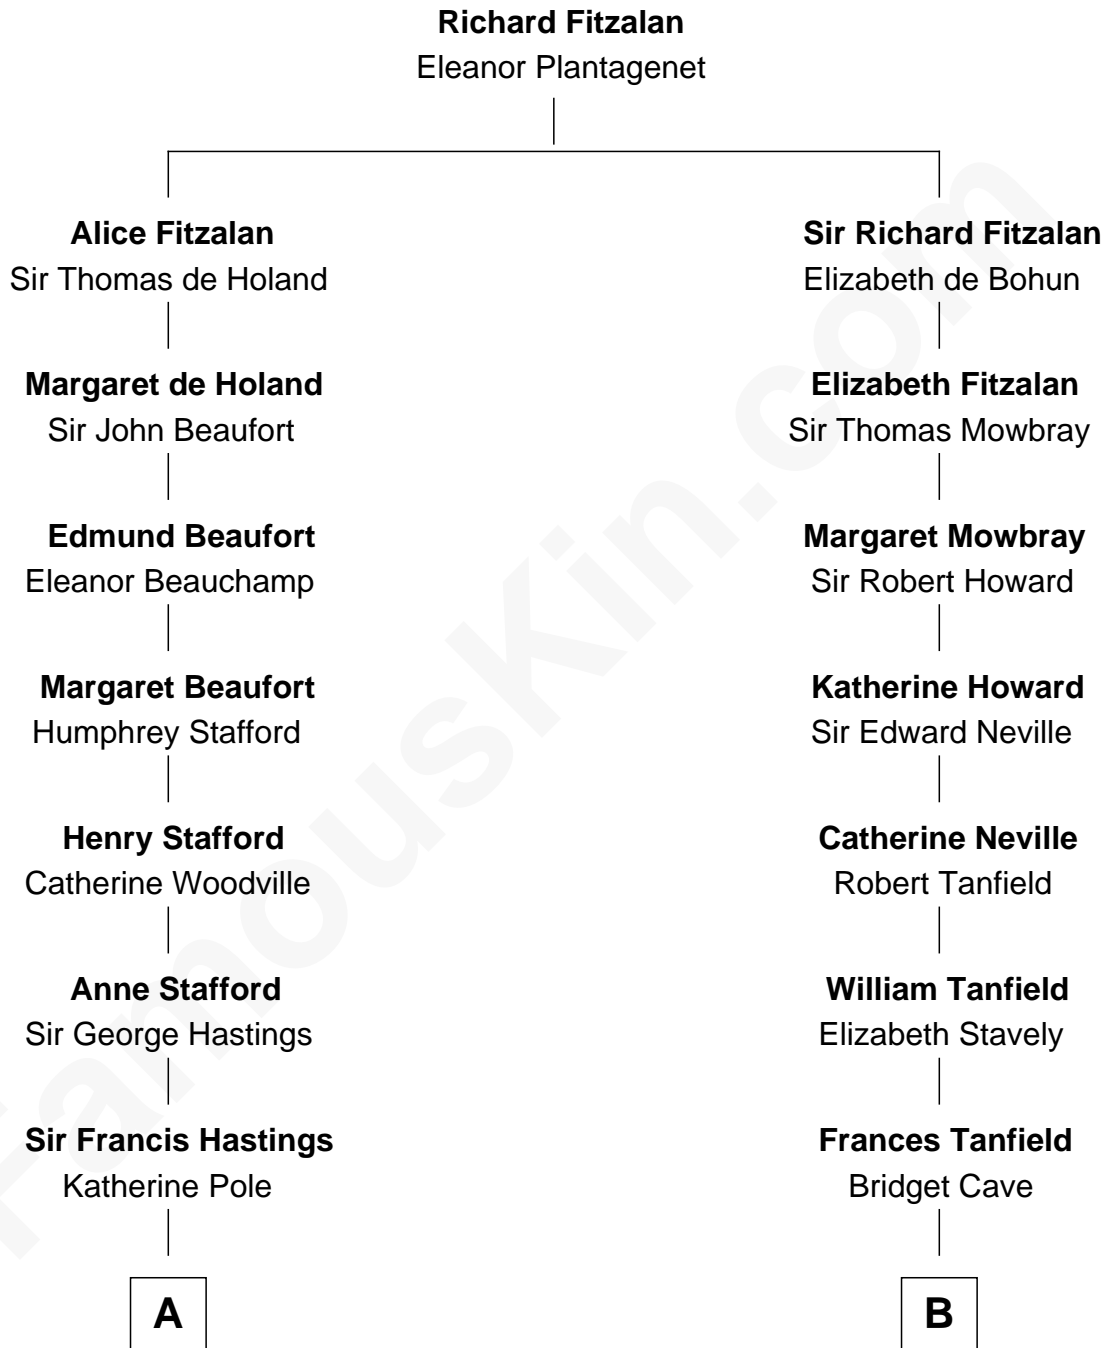 Richard Fitzalan
Eleanor Plantagenet
Alice Fitzalan
Sir Thomas de Holand
Margaret de Holand
Sir John Beaufort
Edmund Beaufort
Eleanor Beauchamp
Margaret Beaufort
Humphrey Stafford
Henry Stafford
Catherine Woodville
Anne Stafford
Sir George Hastings
Sir Francis Hastings
Katherine Pole
A
Sir Richard Fitzalan
Elizabeth de Bohun
Elizabeth Fitzalan
Sir Thomas Mowbray
Margaret Mowbray
Sir Robert Howard
Katherine Howard
Sir Edward Neville
Catherine Neville
Robert Tanfield
William Tanfield
Elizabeth Stavely
Frances Tanfield
Bridget Cave
B
FamousKin.com